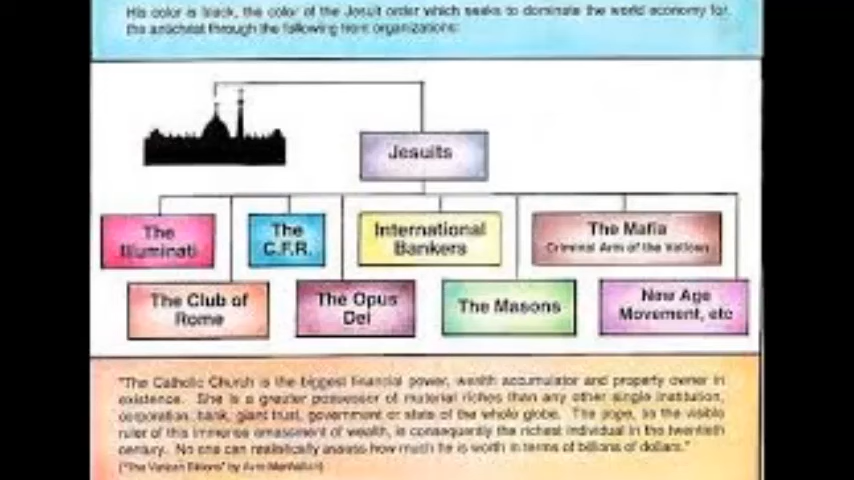 His color is black, the color of the Jesuit order which seeks to dominate the world economy for
the antichrist through the following front organizations:
Jesuits
The Illuminati
The C.F.R.
International Bankers
The Mafia
Criminal Arm of the Vatican
The Club of Rome
The Opus Dei
The Masons
New Age Movement, etc
"The Catholic Church is the biggest financial power, wealth accumulator and property owner in
existence. She is a greater possessor of material riches than any other single institution,
corporation, bank, giant trust, government or state of the whole globe. The pope, as the visible
ruler of this immense amassment of wealth, is consequently the richest individual in the twentieth
century. No one can realistically assess how much he is worth in terms of billions of dollars."
("The Vatican Billions" by Avro Manhattan)